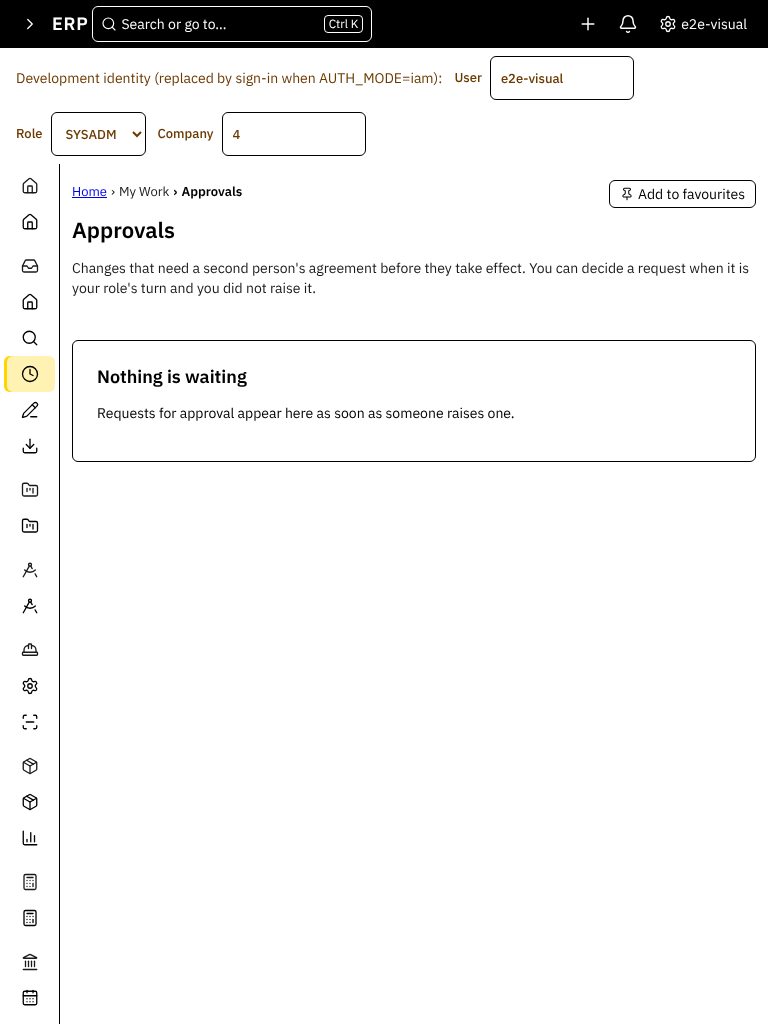 ERP
Search or go to...
Ctrl K
e2e-visual
Development identity (replaced by sign-in when AUTH_MODE=iam): User e2e-visual
Role SYSADM Company 4
Home › My Work › Approvals
Add to favourites
Approvals
Changes that need a second person's agreement before they take effect. You can decide a request when it is
your role's turn and you did not raise it.
Nothing is waiting
Requests for approval appear here as soon as someone raises one.